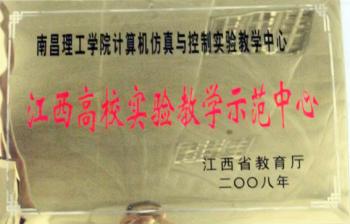 南昌理工学院计算机仿真与控制实验教学中心
江西高校实验教学示范中心
江西省教育厅
二〇〇八年